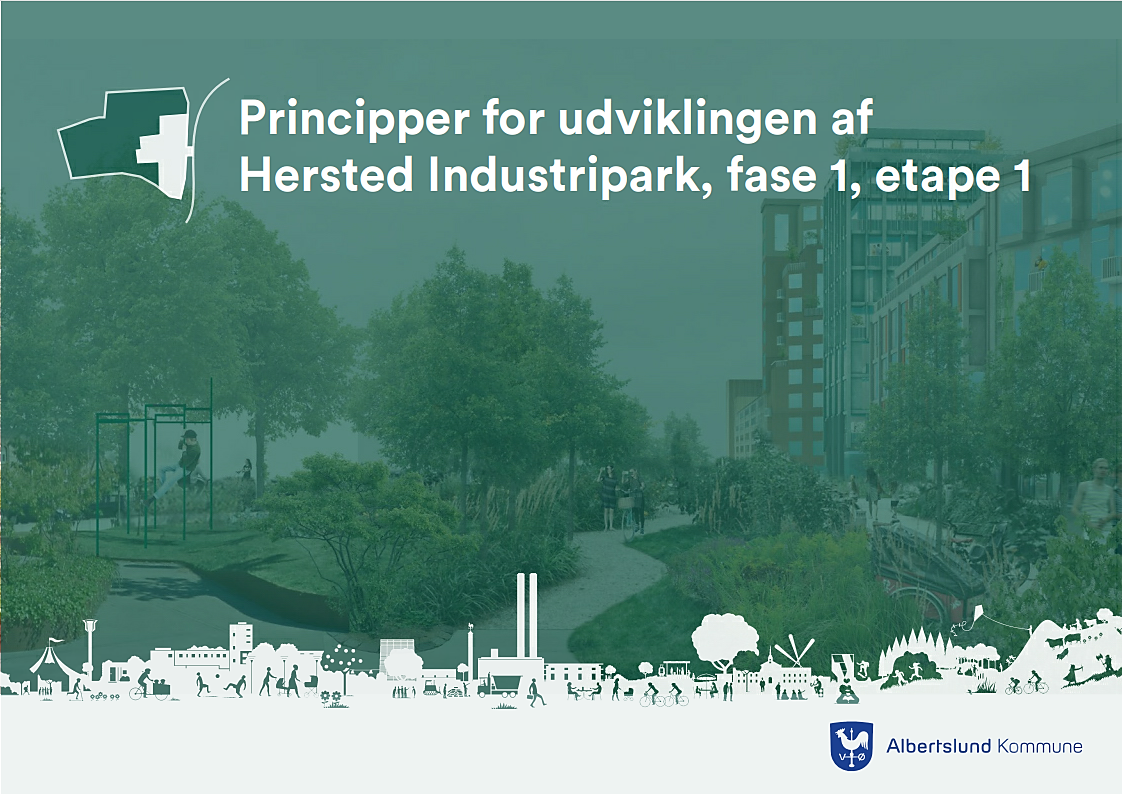 Principper for udviklingen af
Hersted Industripark, fase 1, etape 1
V Ø
Albertslund Kommune